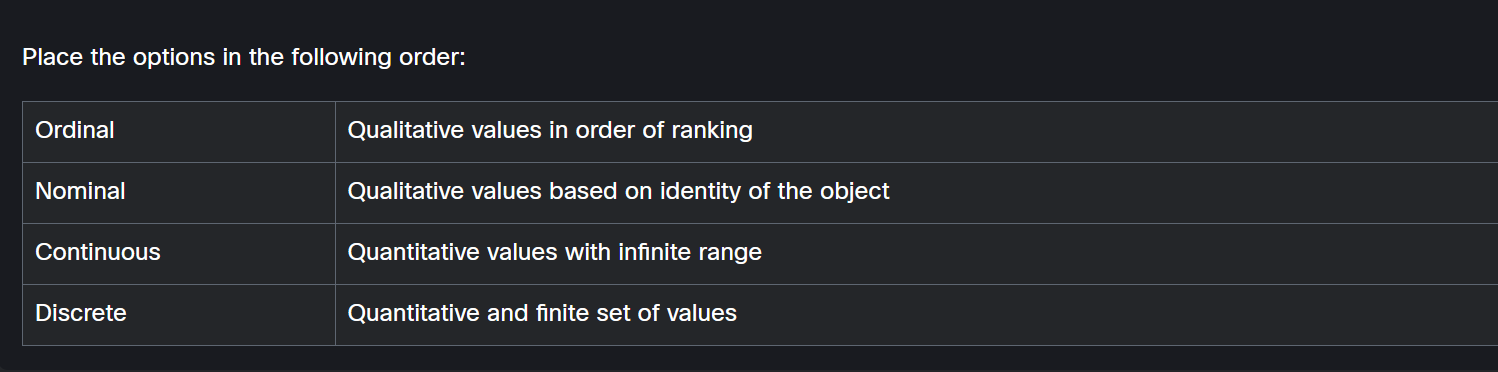 Place the options in the following order:
Ordinal Qualitative values in order of ranking
Nominal Qualitative values based on identity of the object
Continuous Quantitative values with infinite range
Discrete Quantitative and finite set of values